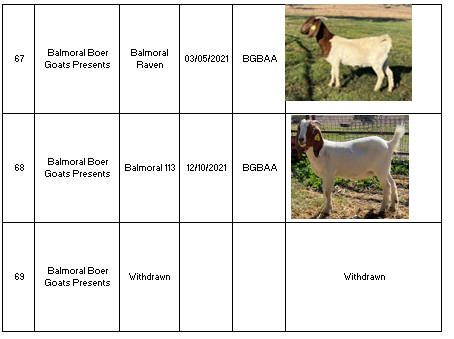 67
Balmoral Boer
Goats Presents
Balmoral
Raven
03/05/2021
BGBAA
68
Balmoral Boer
Goats Presents
Balmoral 113
12/10/2021
BGBAA
69
Balmoral Boer
Goats Presents
Withdrawn
Withdrawn